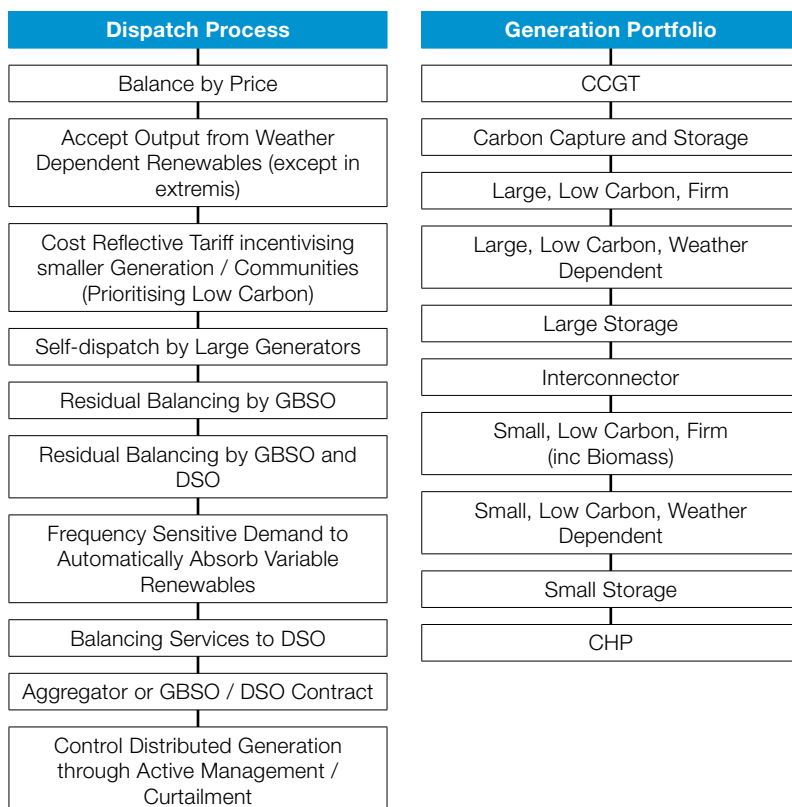 Dispatch Process
Balance by Price
Accept Output from Weather
Dependent Renewables (except in
extremis)
Cost Reflective Tariff incentivising
smaller Generation / Communities
(Prioritising Low Carbon)
Self-dispatch by Large Generators
Residual Balancing by GBSO
Residual Balancing by GBSO and
DSO
Frequency Sensitive Demand to
Automatically Absorb Variable
Renewables
Balancing Services to DSO
Aggregator or GBSO / DSO Contract
Control Distributed Generation
through Active Management /
Curtailment
Generation Portfolio
CCGT
Carbon Capture and Storage
Large, Low Carbon, Firm
Large, Low Carbon, Weather
Dependent
Large Storage
Interconnector
Small, Low Carbon, Firm
(inc Biomass)
Small, Low Carbon, Weather
Dependent
Small Storage
CHP